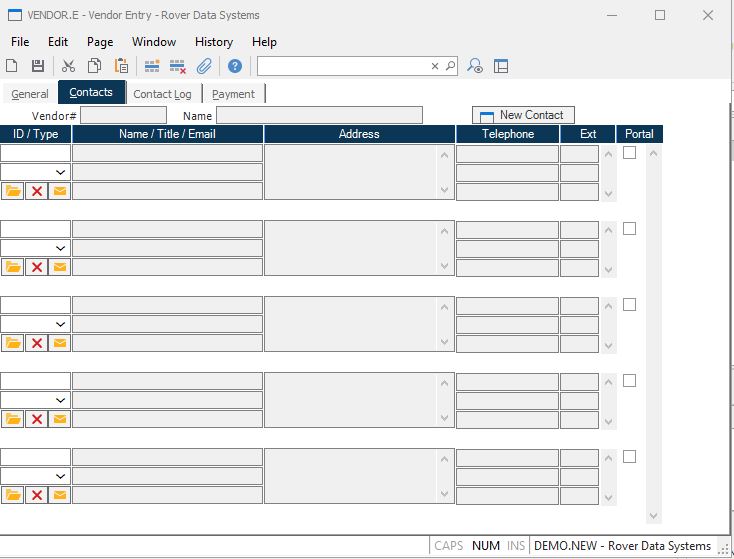 VENDOR.E - Vendor Entry - Rover Data Systems
File Edit Page Window History Help
General Contacts Contact Log Payment
Vendor# Name New Contact
ID / Type Name / Title / Email Address Telephone Ext Portal
CAPS NUM INS DEMO.NEW - Rover Data Systems